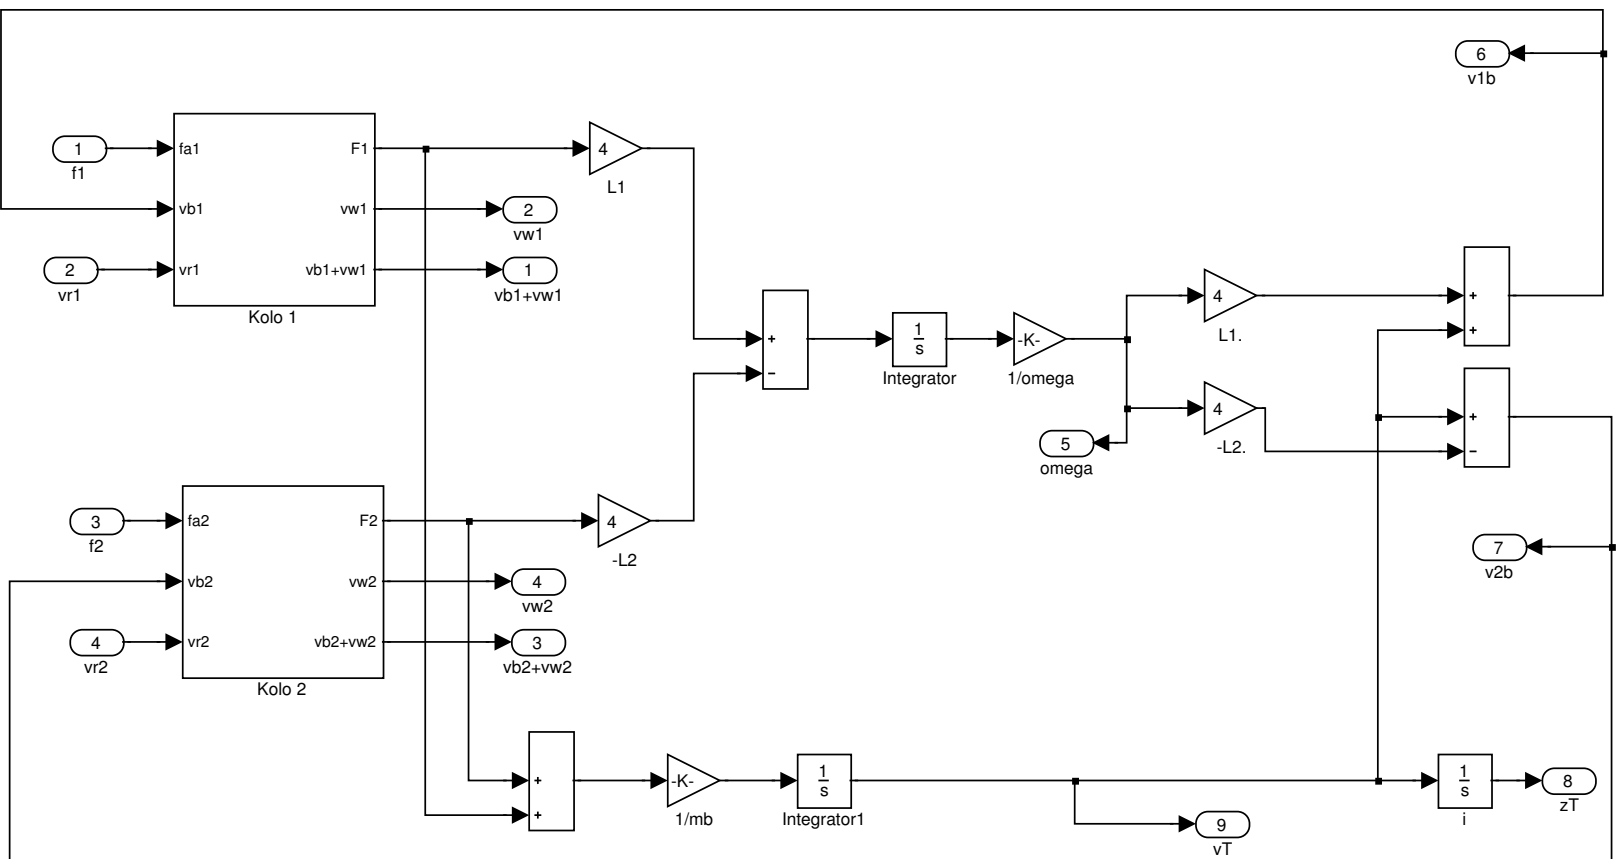 6
v1b
1
f1
fa1
F1
4
L1
vb1
vw1
2
vw1
2
vr1
vr1
vb1+vw1
1
vb1+vw1
Kolo 1
+
−
1
s
Integrator
-K-
1/omega
4
L1.
+
+
4
-L2.
+
−
5
omega
3
f2
fa2
F2
4
-L2
7
v2b
vb2
vw2
4
vw2
4
vr2
vr2
vb2+vw2
3
vb2+vw2
Kolo 2
+
+
-K-
1/mb
1
s
Integrator1
1
s
i
8
zT
9
vT